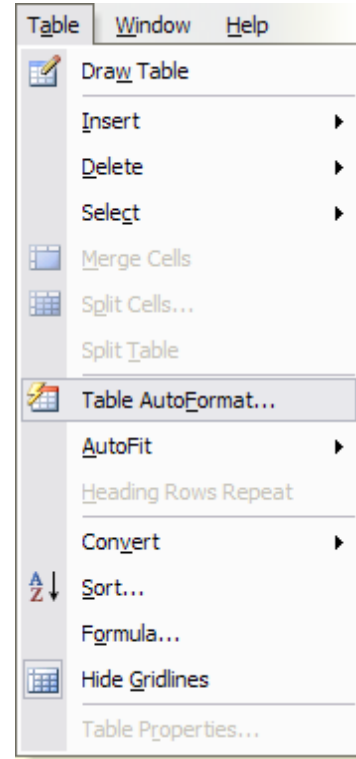 Table Window Help
Draw Table
Insert
Delete
Select
Merge Cells
Split Cells...
Split Table
Table AutoFormat...
AutoFit
Heading Rows Repeat
Convert
A
Z Sort...
Formula...
Hide Gridlines
Table Properties...